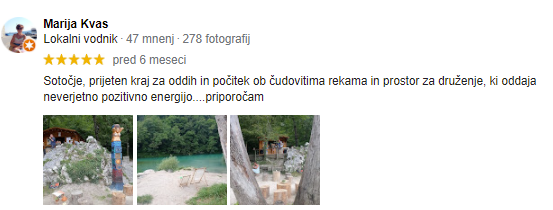 Marija Kvas
Lokalni vodnik · 47 mnenj · 278 fotografij
pred 6 meseci
Sotočje, prijeten kraj za oddih in počitek ob čudovitima rekama in prostor za druženje, ki oddaja
neverjetno pozitivno energijo....priporočam